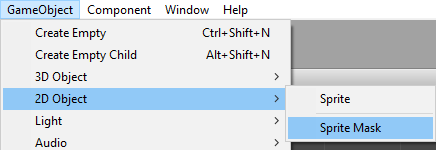 GameObject Component Window Help
Create Empty Ctrl+Shift+N
Create Empty Child Alt+Shift+N
3D Object >
2D Object >
Sprite
Light >
Sprite Mask
Audio >